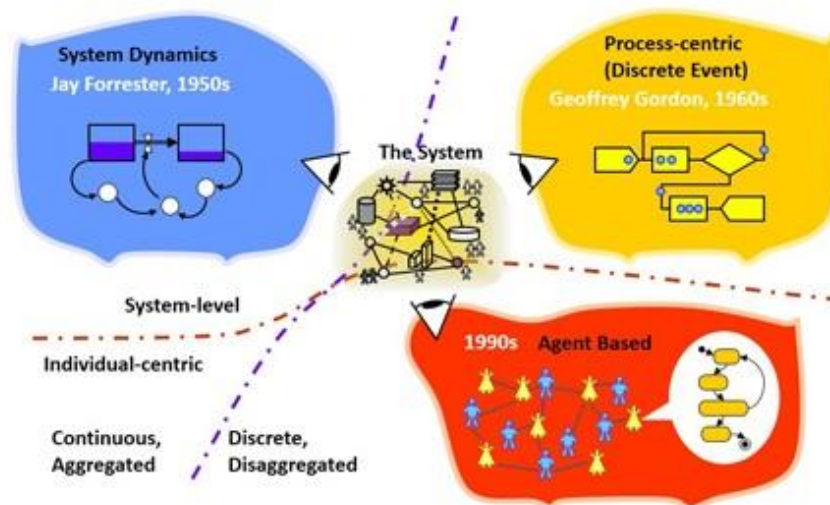 System Dynamics
Jay Forrester, 1950s
Process-centric
(Discrete Event)
Geoffrey Gordon, 1960s
The System
System-level
Individual-centric
1990s Agent Based
Continuous,
Aggregated
Discrete,
Disaggregated